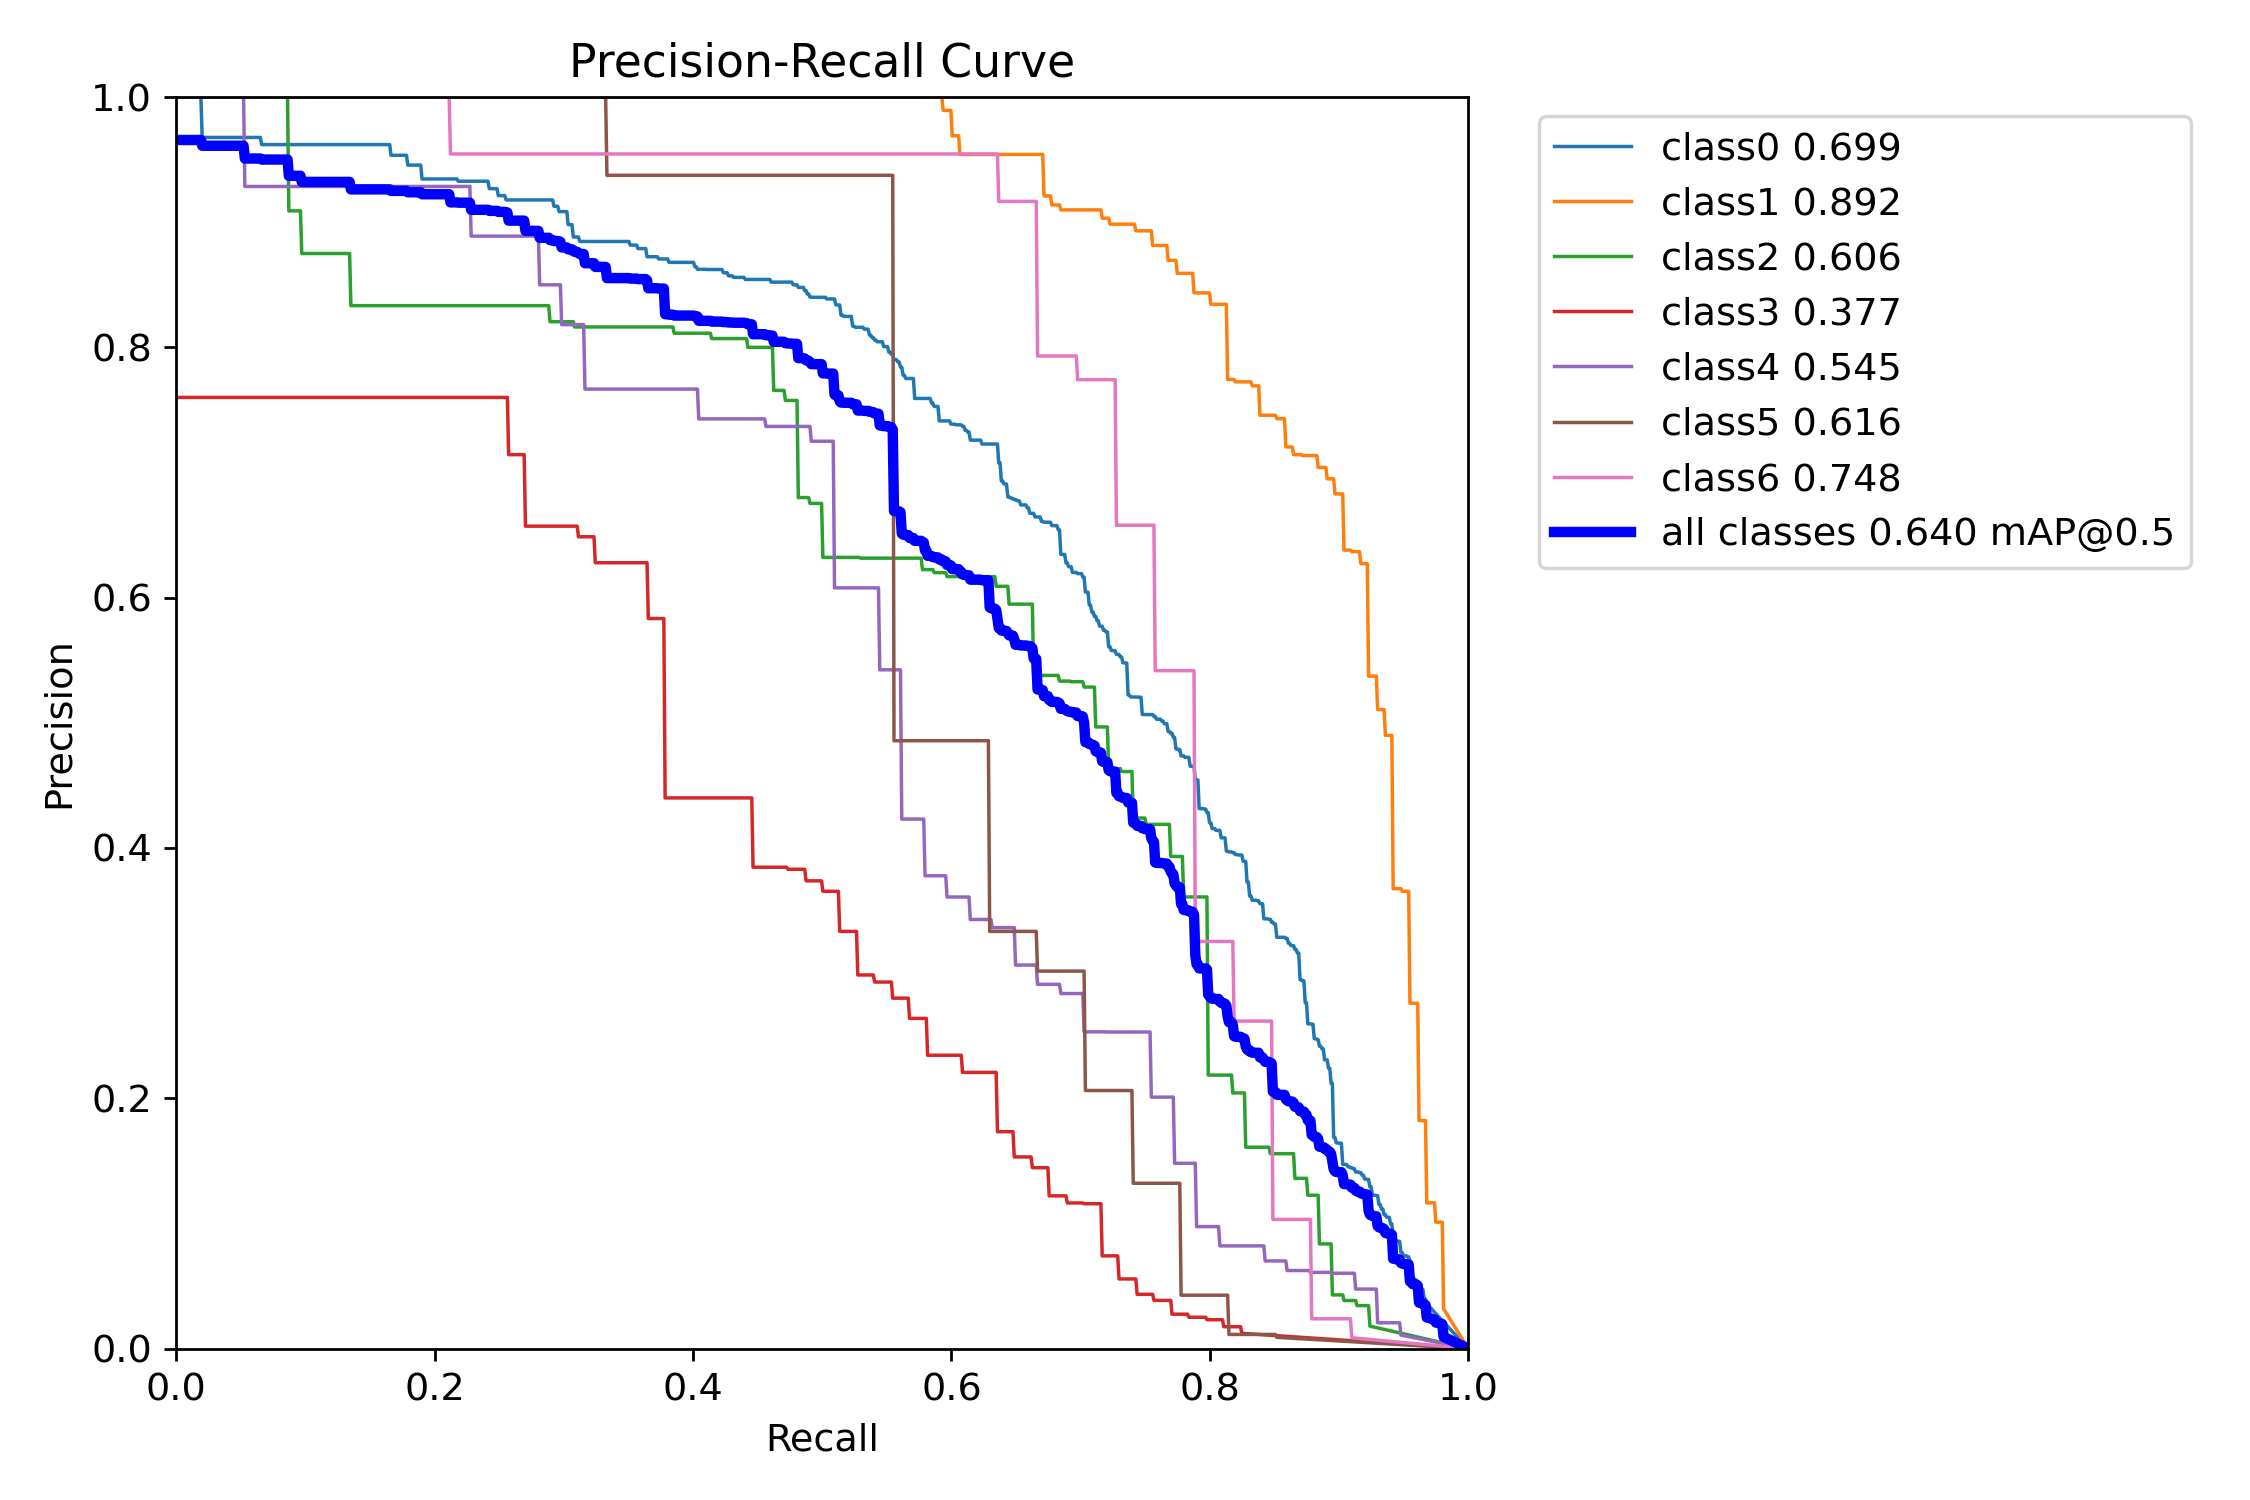 Precision-Recall Curve
1.0
0.8
0.6
0.4
0.2
0.0
Precision
0.0 0.2 0.4 0.6 0.8 1.0
Recall
class0 0.699
class1 0.892
class2 0.606
class3 0.377
class4 0.545
class5 0.616
class6 0.748
all classes 0.640 mAP@0.5